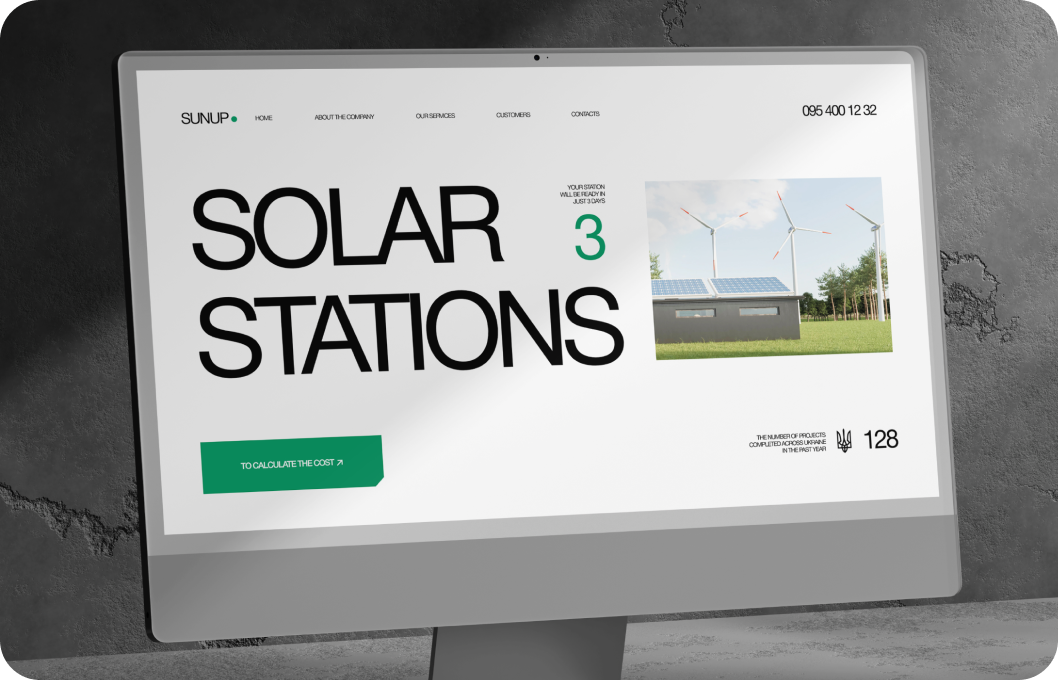 SUNUP
HOME
ABOUT THE COMPANY
OUR SERVICES
CUSTOMERS
CONTACTS
095 400 12 32
SOLAR
STATIONS
YOUR STATION
WILL BE READY IN
JUST 3 DAYS
3
TO CALCULATE THE COST ↗
THE NUMBER OF PROJECTS
COMPLETED ACROSS UKRAINE
IN THE PAST YEAR
128